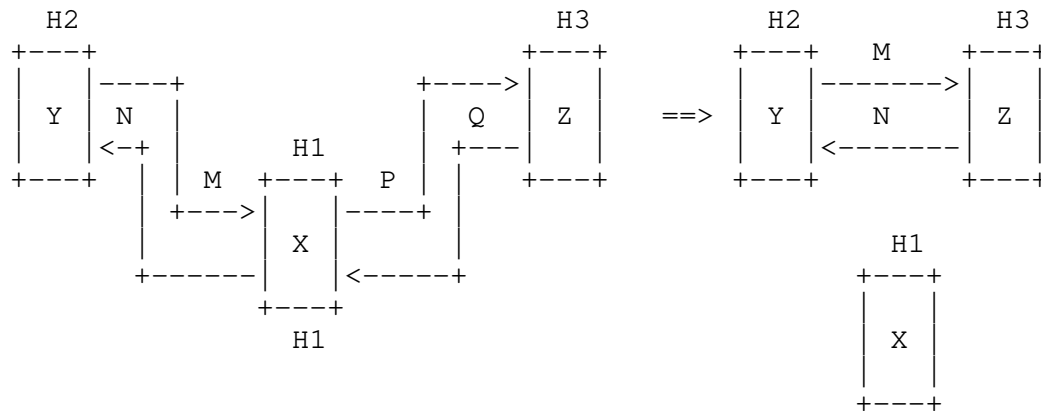 H2 H3 H2 H3
M
Y N Q Z ==> Y N Z
H1
M P
X H1
H1 X